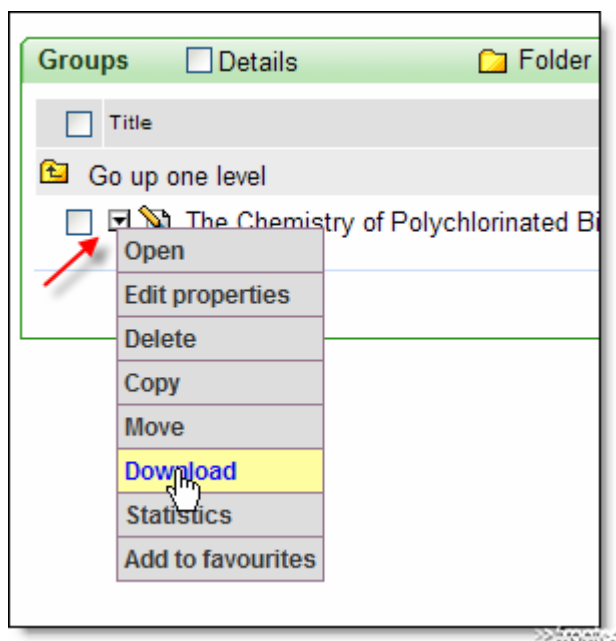 Groups Details Folder
Title
Go up one level
The Chemistry of Polychlorinated Bi
Open
Edit properties
Delete
Copy
Move
Download
Statistics
Add to favourites